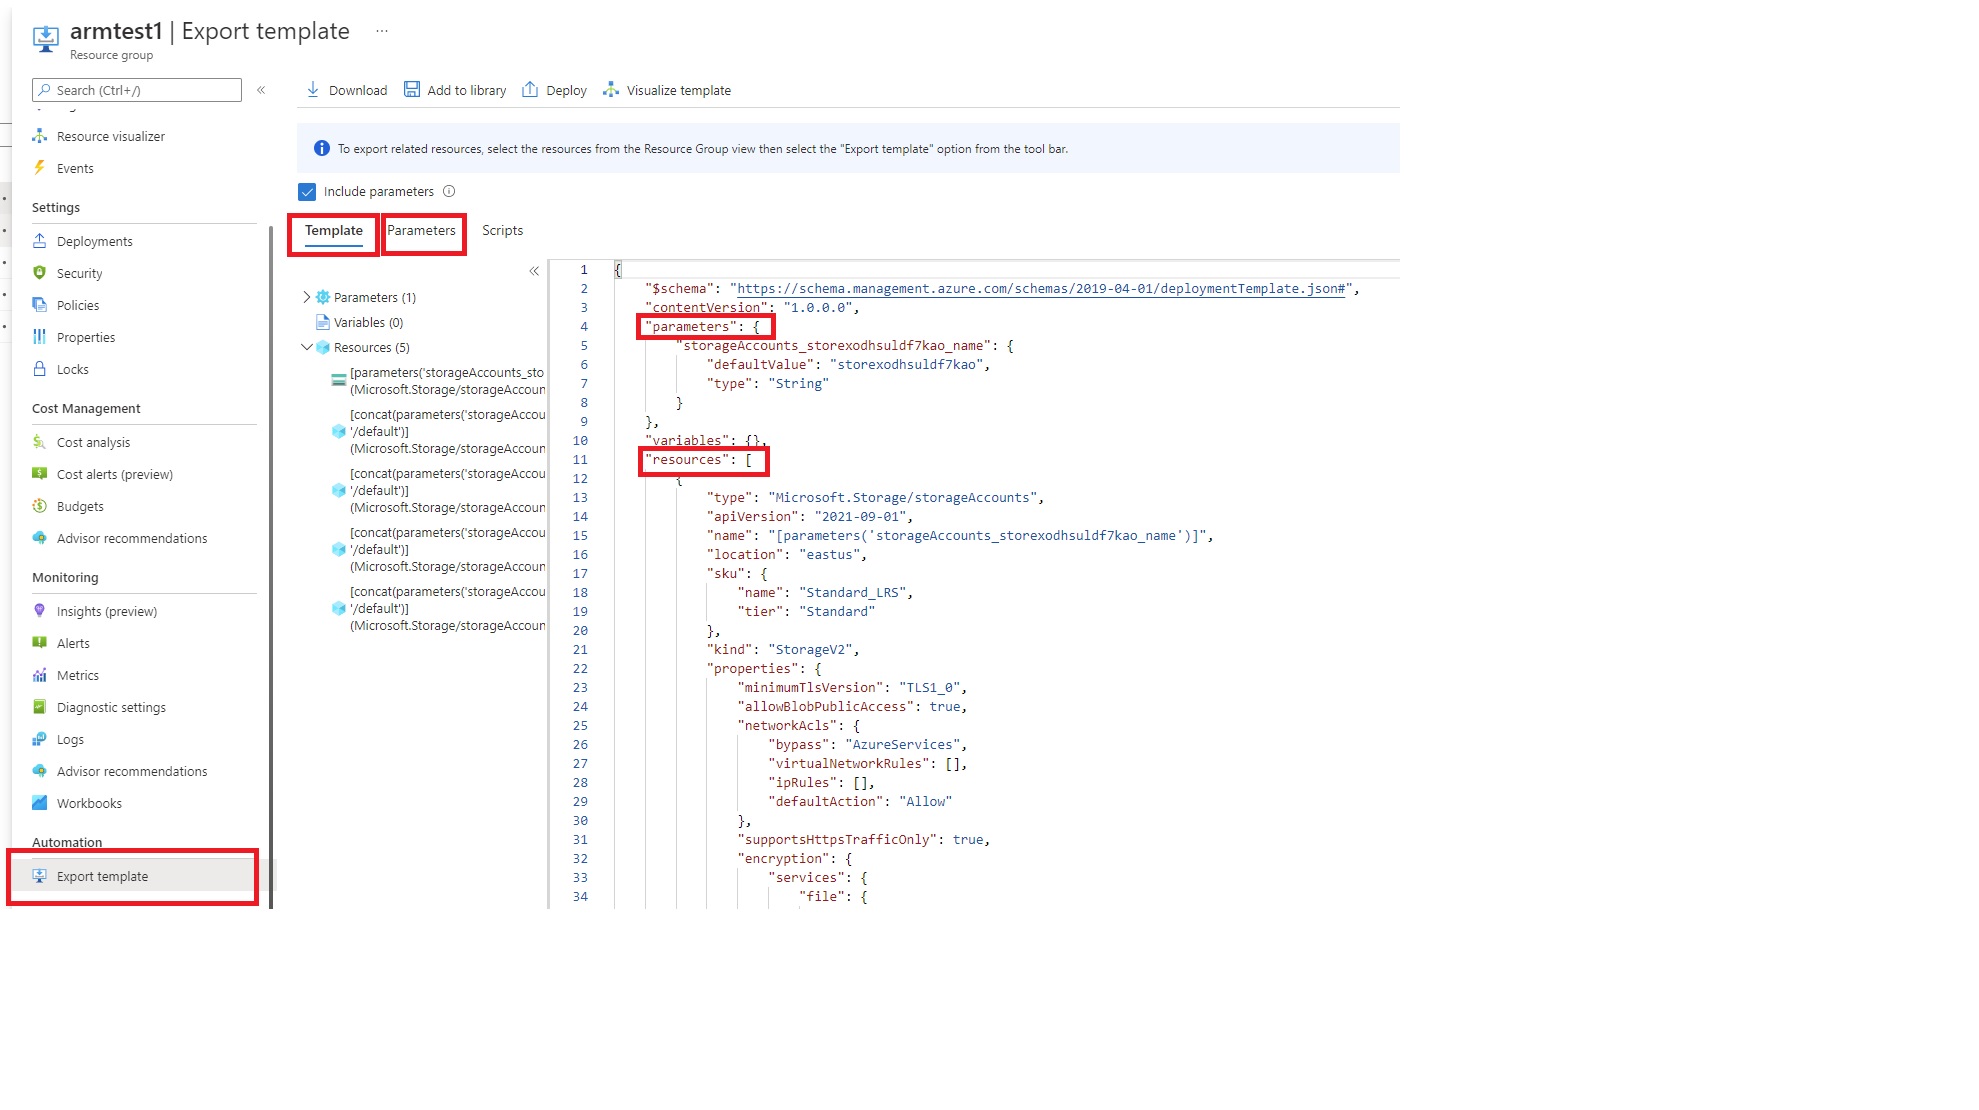 armtest1 | Export template ...
Resource group
Search (Ctrl+/)
«
Resource visualizer
Events
Settings
Deployments
Security
Policies
Properties
Locks
Cost Management
Cost analysis
Cost alerts (preview)
Budgets
Advisor recommendations
Monitoring
Insights (preview)
Alerts
Metrics
Diagnostic settings
Logs
Advisor recommendations
Workbooks
Automation
Export template
Download Add to library Deploy Visualize template
To export related resources, select the resources from the Resource Group view then select the "Export template" option from the tool bar.
Include parameters
Template Parameters Scripts
«
Parameters (1)
Variables (0)
Resources (5)
[parameters('storageAccounts_sto
(Microsoft.Storage/storageAccoun
[concat(parameters('storageAccou
'/default')]
(Microsoft.Storage/storageAccoun
[concat(parameters('storageAccou
'/default')]
(Microsoft.Storage/storageAccoun
[concat(parameters('storageAccou
'/default')]
(Microsoft.Storage/storageAccoun
[concat(parameters('storageAccou
'/default')]
(Microsoft.Storage/storageAccoun
1 {
2 "$schema": "https://schema.management.azure.com/schemas/2019-04-01/deploymentTemplate.json#",
3 "contentVersion": "1.0.0.0",
4 "parameters": {
5 "storageAccounts_storexodhsuldf7kao_name": {
6 "defaultValue": "storexodhsuldf7kao",
7 "type": "String"
8 }
9 },
10 "variables": {},
11 "resources": [
12 {
13 "type": "Microsoft.Storage/storageAccounts",
14 "apiVersion": "2021-09-01",
15 "name": "[parameters('storageAccounts_storexodhsuldf7kao_name')]",
16 "location": "eastus",
17 "sku": {
18 "name": "Standard_LRS",
19 "tier": "Standard"
20 },
21 "kind": "StorageV2",
22 "properties": {
23 "minimumTlsVersion": "TLS1_0",
24 "allowBlobPublicAccess": true,
25 "networkAcls": {
26 "bypass": "AzureServices",
27 "virtualNetworkRules": [],
28 "ipRules": [],
29 "defaultAction": "Allow"
30 },
31 "supportsHttpsTrafficOnly": true,
32 "encryption": {
33 "services": {
34 "file": {